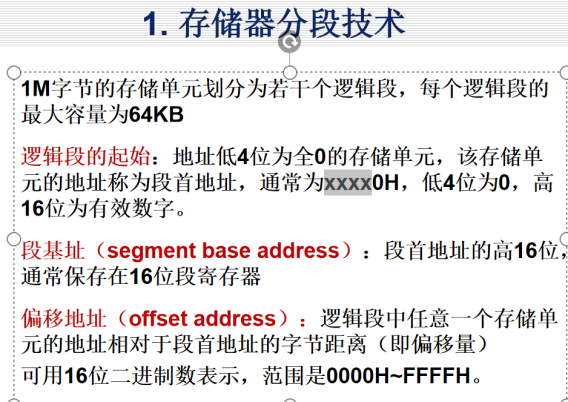 1. 存储器分段技术
1M字节的存储单元划分为若干个逻辑段，每个逻辑段的
最大容量为64KB
逻辑段的起始：地址低4位为全0的存储单元，该存储单
元的地址称为段首地址，通常为xxxx0H，低4位为0，高
16位为有效数字。
段基址（segment base address）：段首地址的高16位，
通常保存在16位段寄存器
偏移地址（offset address）：逻辑段中任意一个存储单
元的地址相对于段首地址的字节距离（即偏移量）
可用16位二进制数表示，范围是0000H~FFFFH。